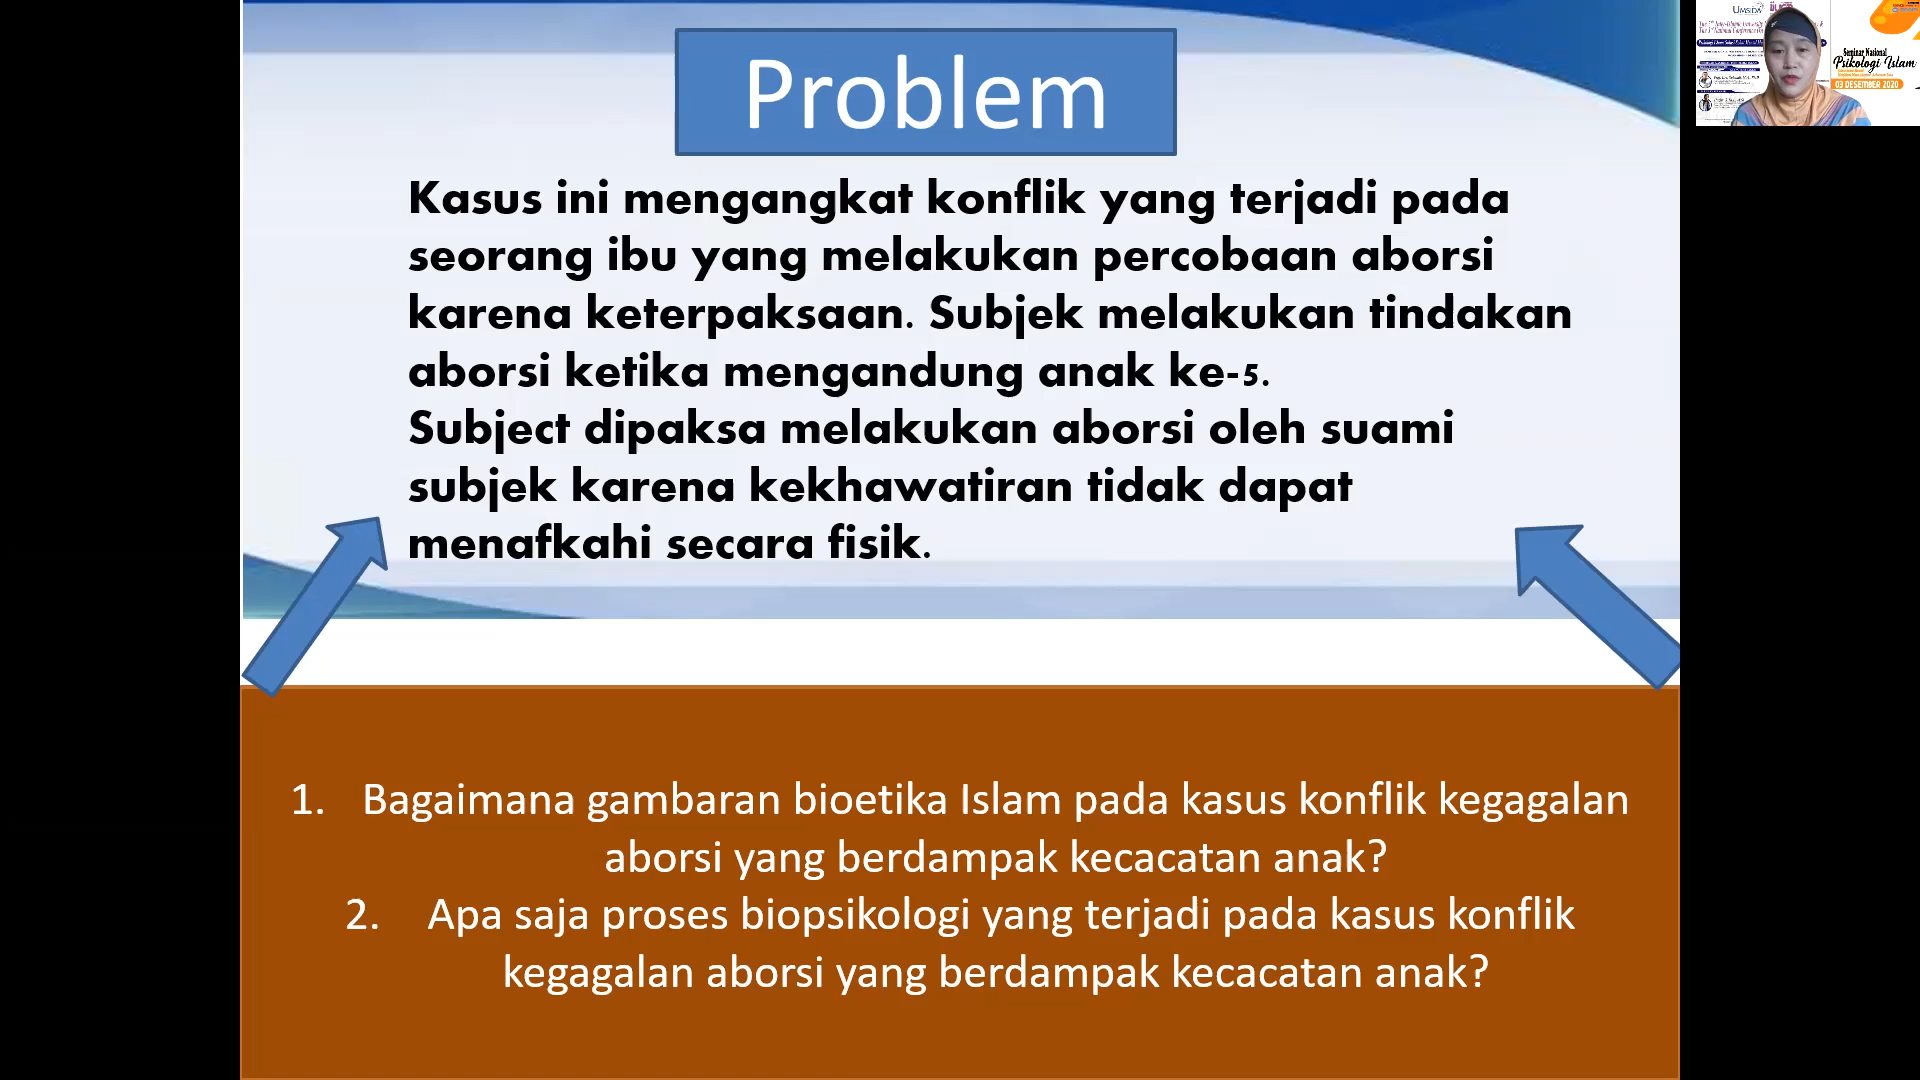 Problem
Kasus ini mengangkat konflik yang terjadi pada
seorang ibu yang melakukan percobaan aborsi
karena keterpaksaan. Subjek melakukan tindakan
aborsi ketika mengandung anak ke-5.
Subject dipaksa melakukan aborsi oleh suami
subjek karena kekhawatiran tidak dapat
menafkahi secara fisik.
1. Bagaimana gambaran bioetika Islam pada kasus konflik kegagalan
aborsi yang berdampak kecacatan anak?
2. Apa saja proses biopsikologi yang terjadi pada kasus konflik
kegagalan aborsi yang berdampak kecacatan anak?
UMSIDA
Seminar Nasional
Psikologi Islam
03 DESEMBER 2020